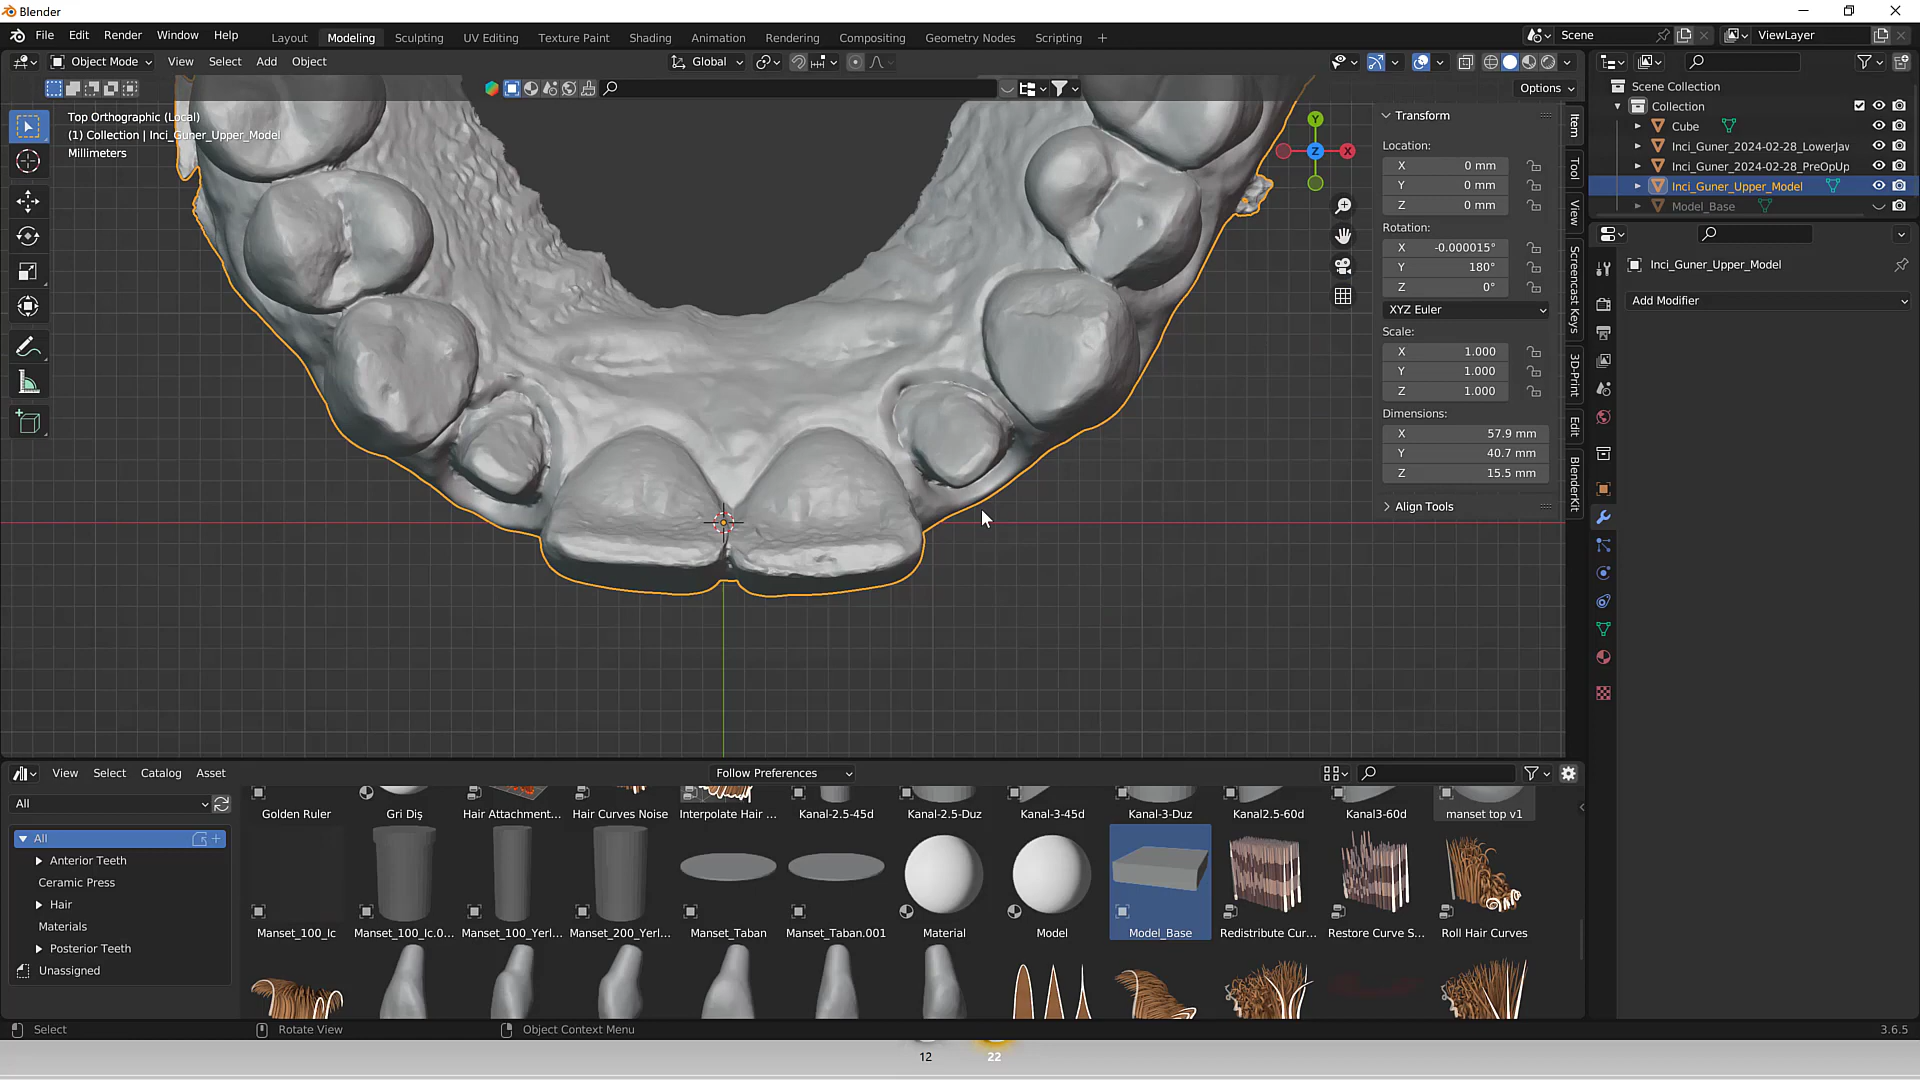 Blender
File Edit Render Window Help
Layout Modeling Sculpting UV Editing Texture Paint Shading Animation Rendering Compositing Geometry Nodes Scripting +
Scene
ViewLayer
Object Mode View Select Add Object
Global
Options
Top Orthographic (Local)
(1) Collection | Inci_Guner_Upper_Model
Millimeters
Y
X
Z
Transform
Location:
X 0 mm
Y 0 mm
Z 0 mm
Rotation:
X -0.000015°
Y 180°
Z 0°
XYZ Euler
Scale:
X 1.000
Y 1.000
Z 1.000
Dimensions:
X 57.9 mm
Y 40.7 mm
Z 15.5 mm
Align Tools
Item
Tool
View
Screencast Keys
3D-Print
Edit
BlenderKit
Scene Collection
Collection
Cube
Inci_Guner_2024-02-28_LowerJaw
Inci_Guner_2024-02-28_PreOpUp
Inci_Guner_Upper_Model
Model_Base
Inci_Guner_Upper_Model
Add Modifier
View Select Catalog Asset
Follow Preferences
All
All
Anterior Teeth
Ceramic Press
Hair
Materials
Posterior Teeth
Unassigned
Golden Ruler Gri Diş Hair Attachment... Hair Curves Noise Interpolate Hair ... Kanal-2.5-45d Kanal-2.5-Duz Kanal-3-45d Kanal-3-Duz Kanal2.5-60d Kanal3-60d manset top v1
Manset_100_Ic Manset_100_Ic.0... Manset_100_Yerl... Manset_200_Yerl... Manset_Taban Manset_Taban.001 Material Model Model_Base Redistribute Cur... Restore Curve S... Roll Hair Curves
Select Rotate View Object Context Menu
3.6.5
12 22